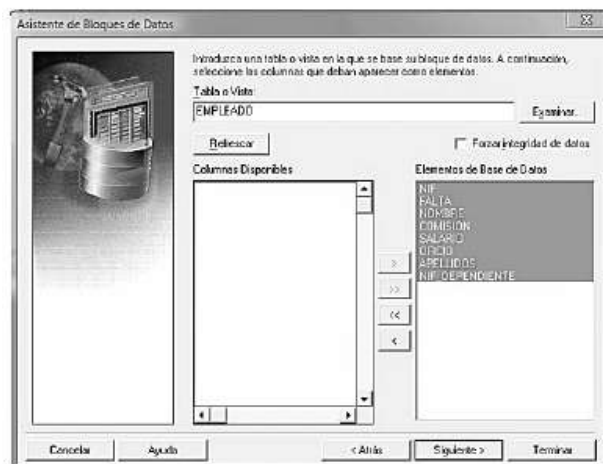 Asistente de Bloques de Datos
Introduzca una tabla o vista en la que se base su bloque de datos. A continuación,
seleccione las columnas que deban aparecer como elementos.
Tabla o Vista:
EMPLEADO
Examinar.
Refrescar
Forzar integridad de datos
Columnas Disponibles
Elementos de Base de Datos
NIF
FALTA
NOMBRE
COMISION
SALARIO
OFICIO
APELLIDOS
NIF_DEPENDIENTE
>
>>
<<
<
Cancelar
Ayuda
< Atrás
Siguiente >
Terminar